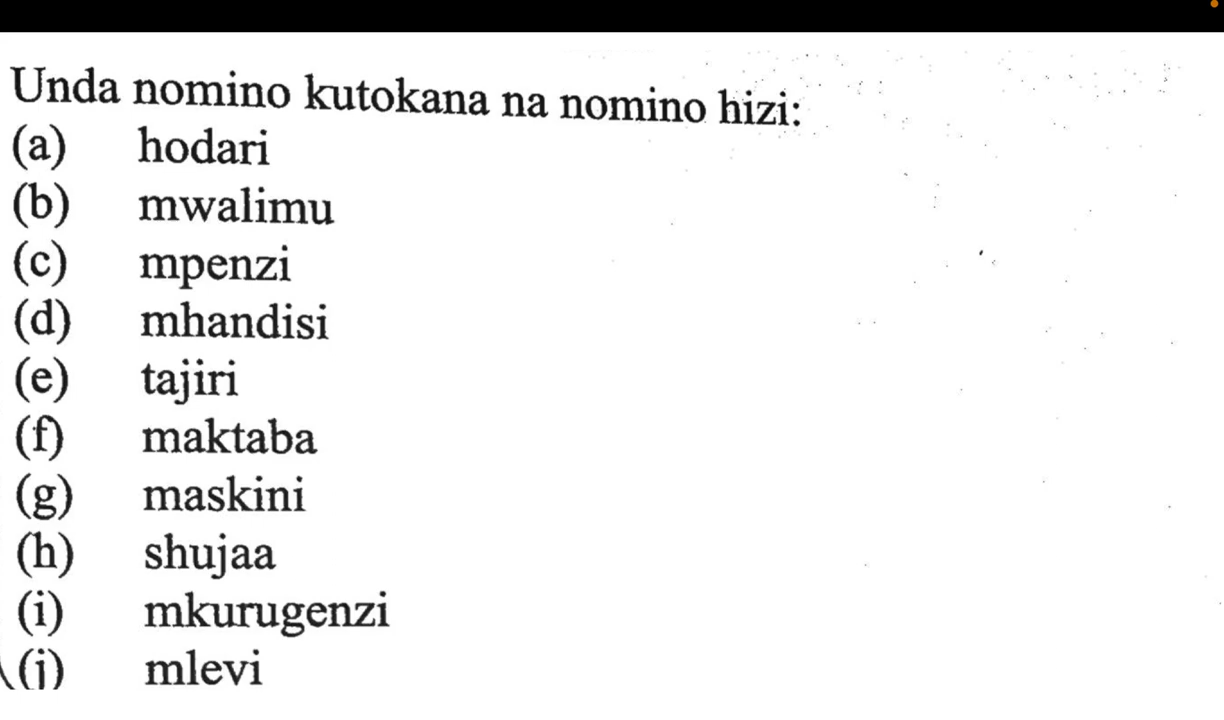 Unda nomino kutokana na nomino hizi:
(a) hodari
(b) mwalimu
(c) mpenzi
(d) mhandisi
(e) tajiri
(f) maktaba
(g) maskini
(h) shujaa
(i) mkurugenzi
(j) mlevi